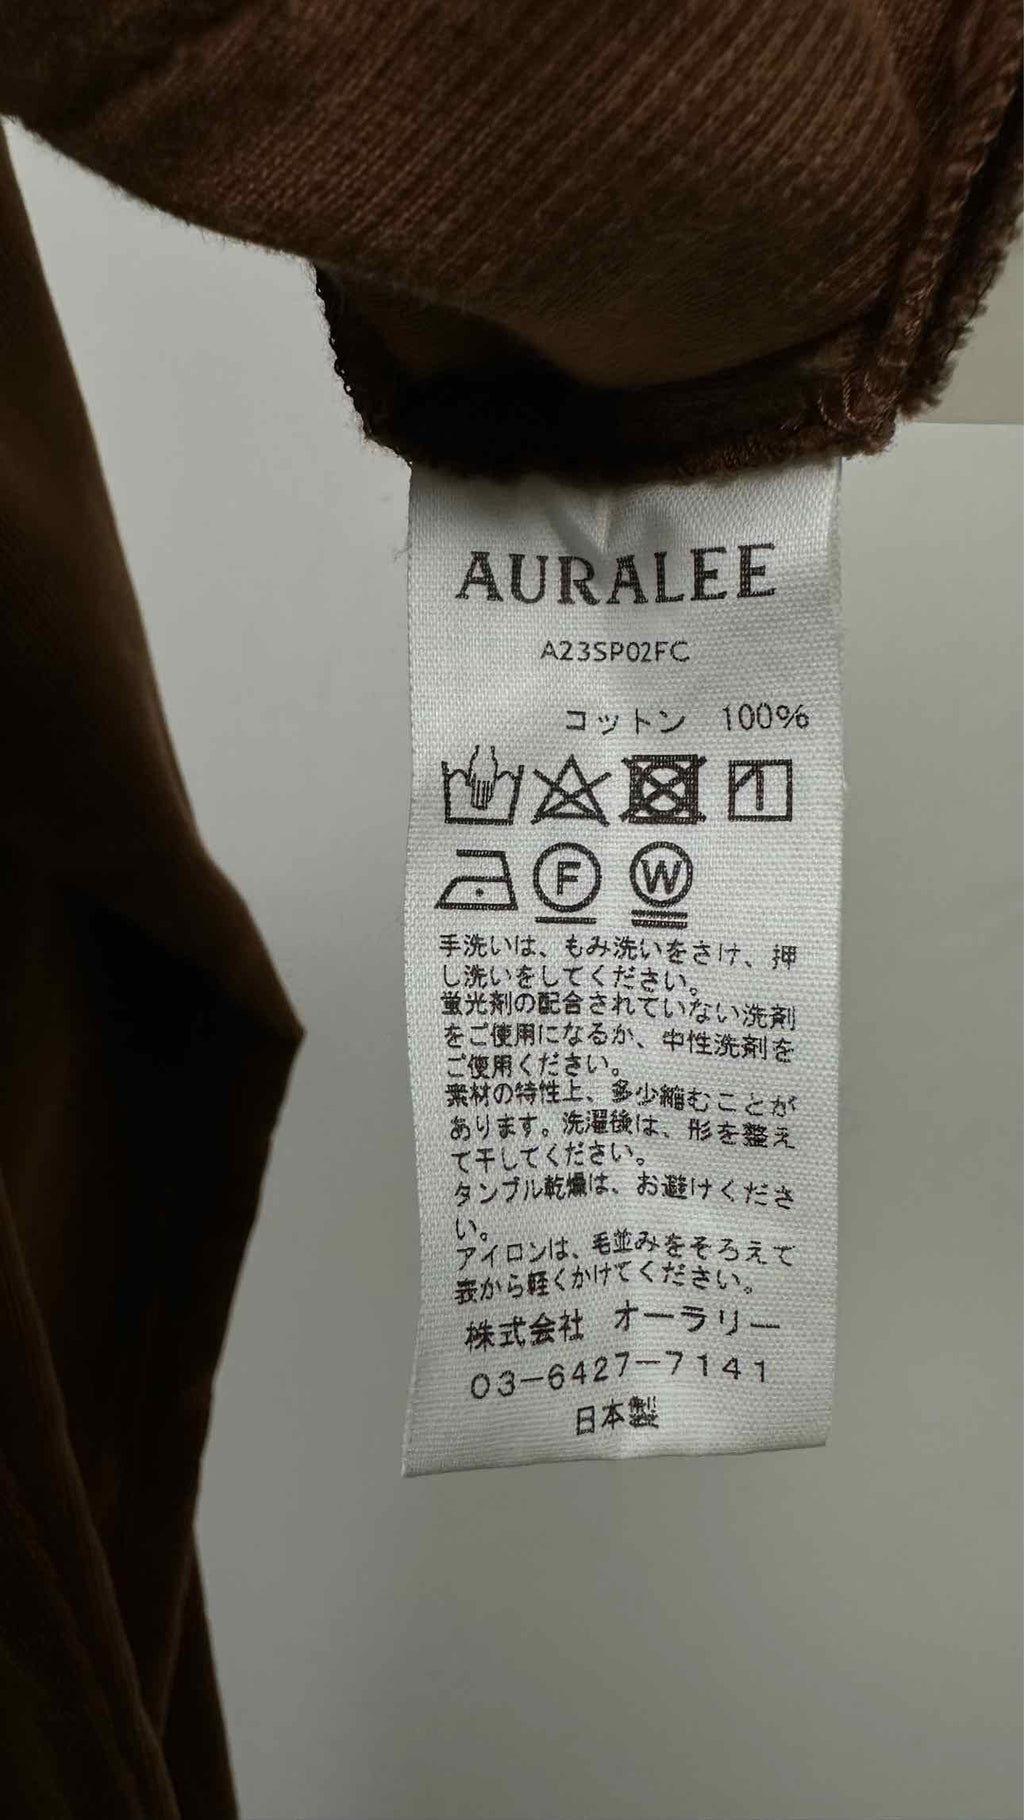 AURALEE
A23SP02FC
コットン 100%
F W
手洗いは、もみ洗いをさけ、押
し洗いをしてください。
蛍光剤の配合されていない洗剤
をご使用になるか、中性洗剤を
ご使用ください。
素材の特性上、多少縮むことが
あります。洗濯後は、形を整え
て干してください。
タンブル乾燥は、お避けくださ
い。
アイロンは、毛並みをそろえて
表から軽くかけてください。
株式会社 オーラリー
03-6427-7141
日本製